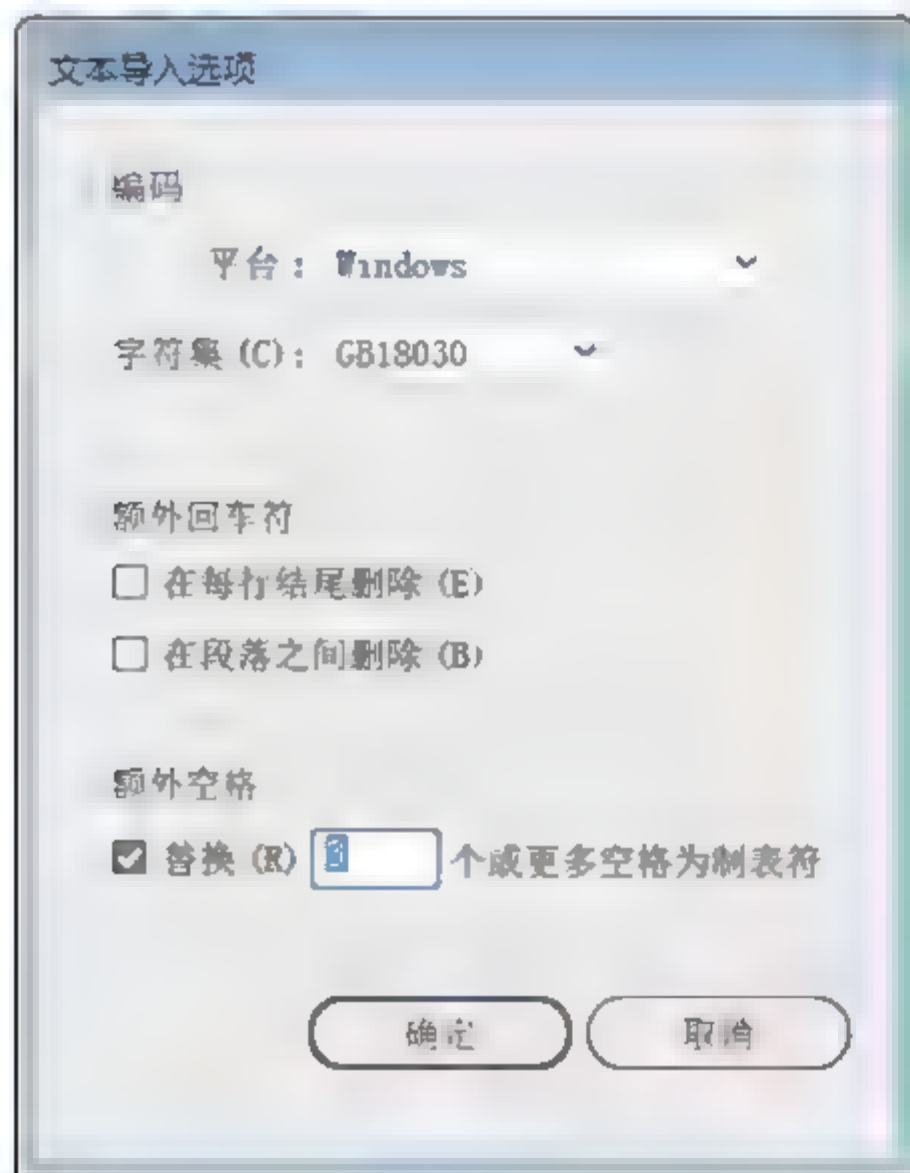 文本导入选项
编码
平台： Windows
字符集 (C)： GB18030
额外回车符
在每行结尾删除 (E)
在段落之间删除 (B)
额外空格
替换 (R) 3 个或更多空格为制表符
确定 取消